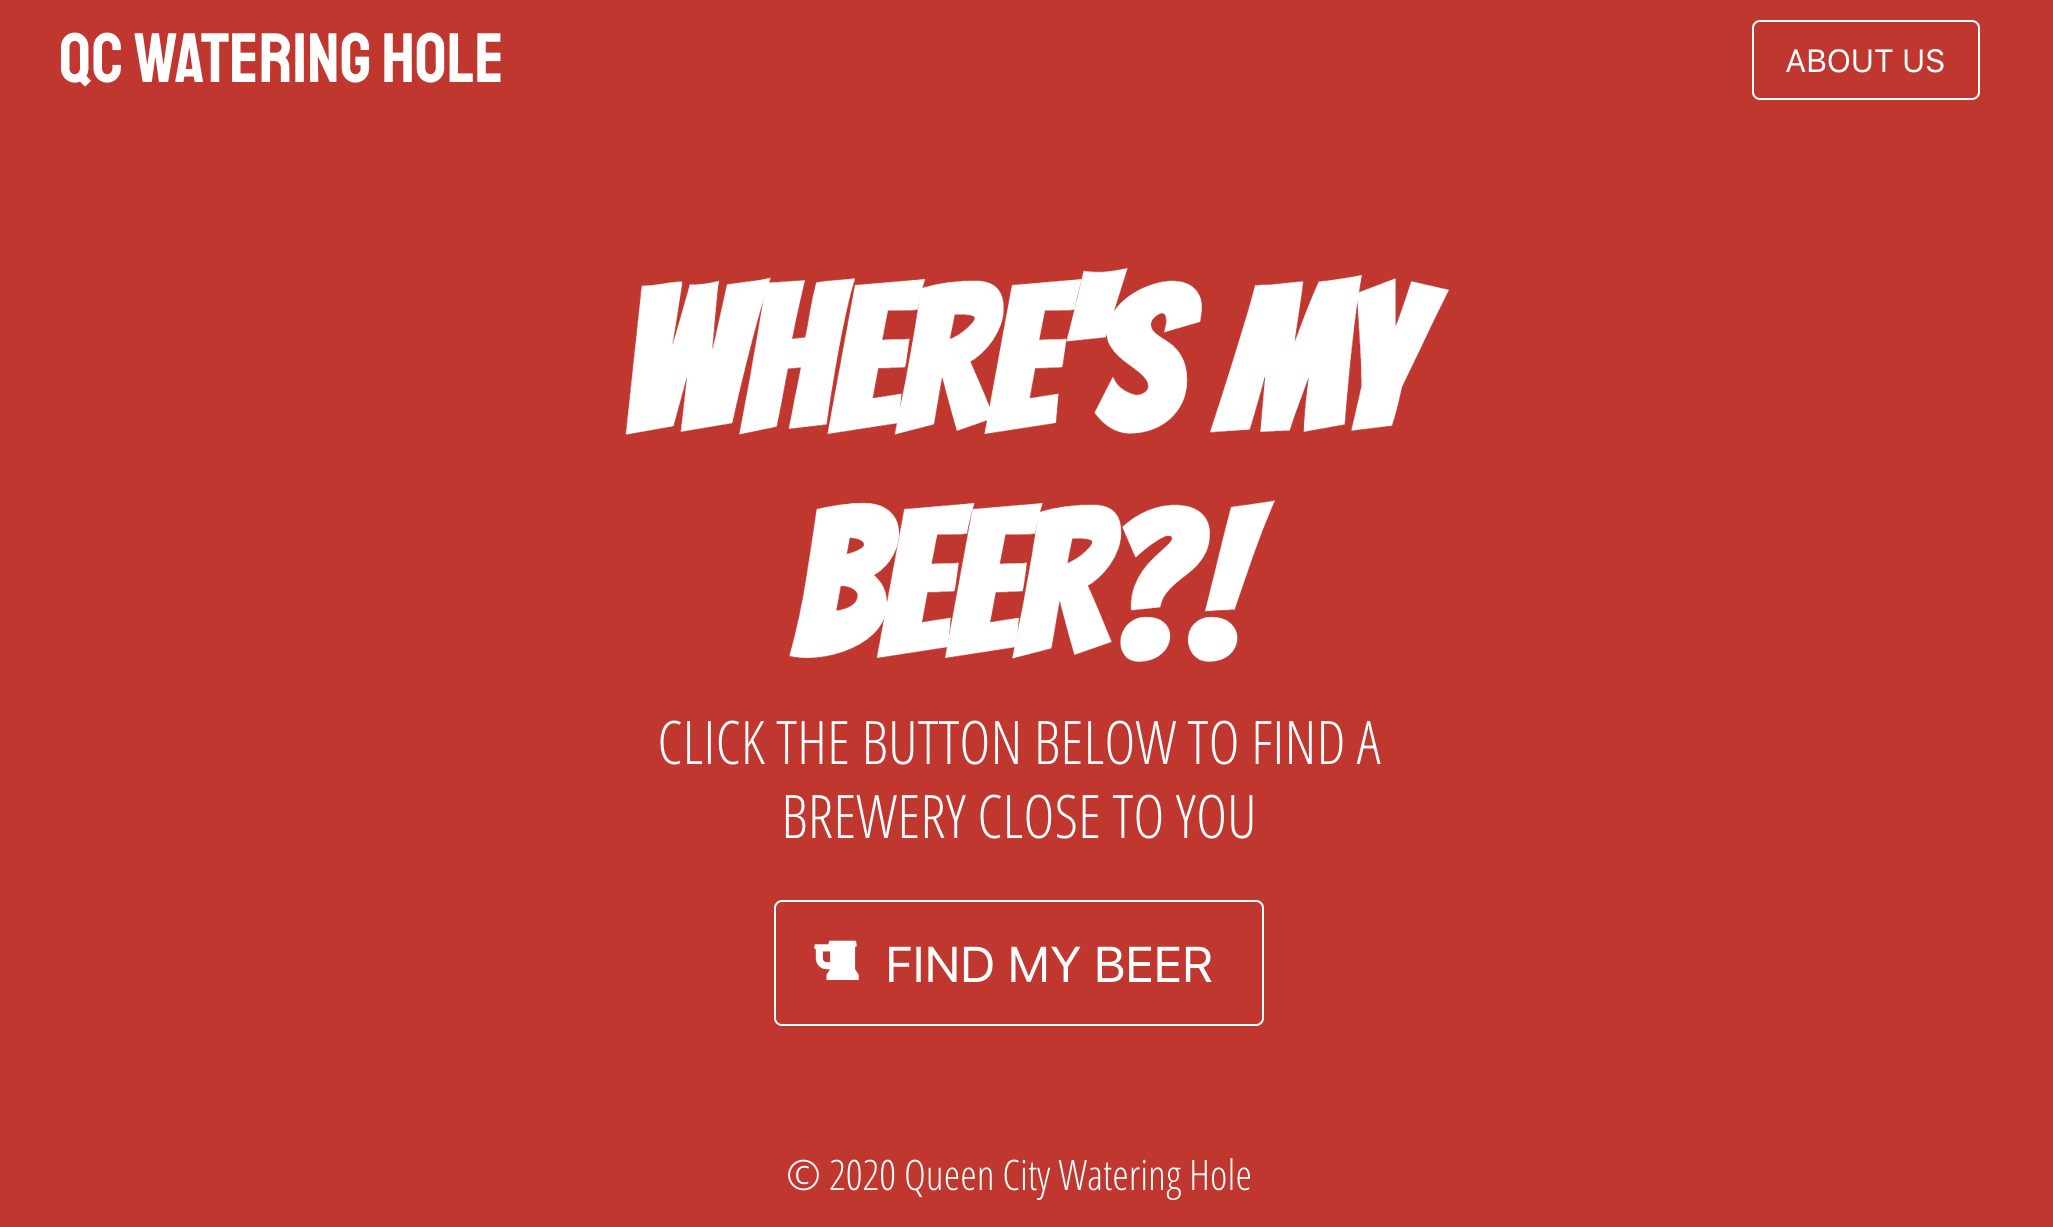 QC WATERING HOLE
ABOUT US
WHERE'S MY
BEER?!
CLICK THE BUTTON BELOW TO FIND A
BREWERY CLOSE TO YOU
FIND MY BEER
© 2020 Queen City Watering Hole